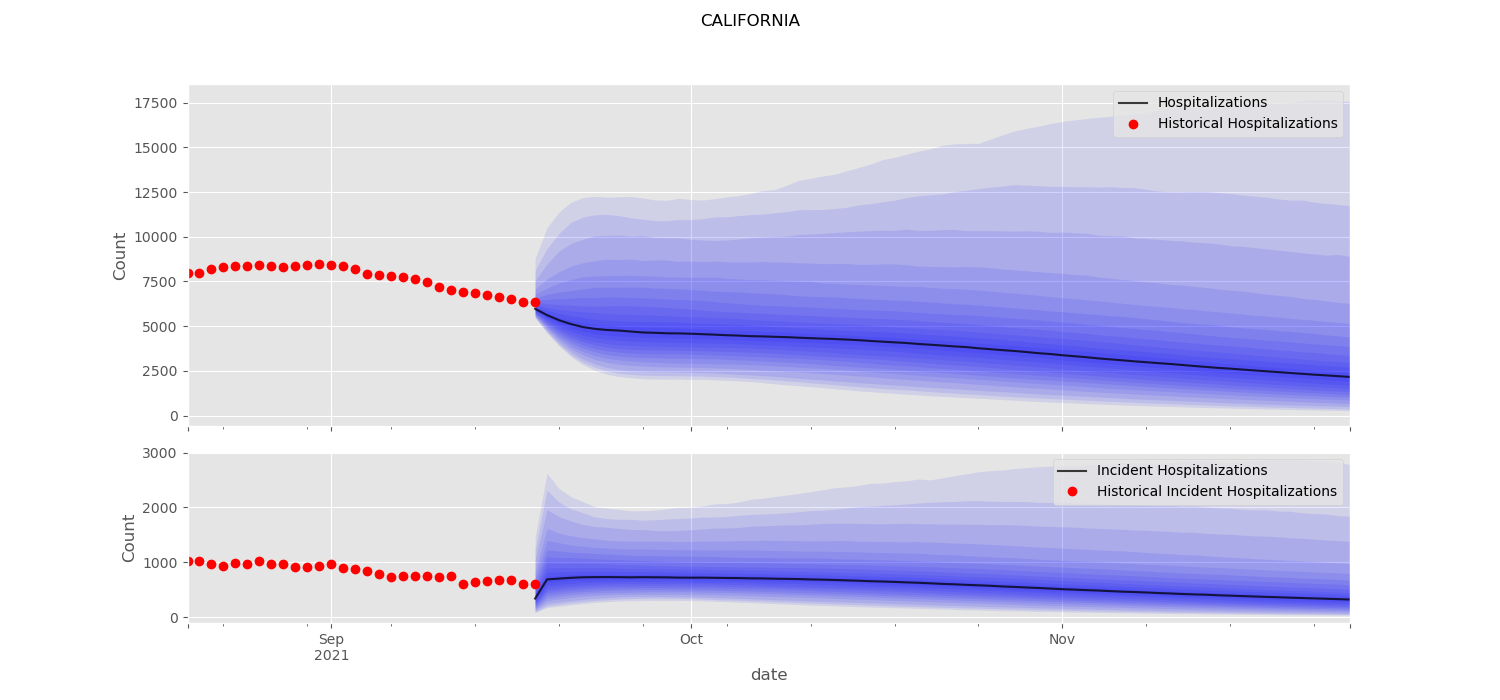 CALIFORNIA
17500
15000
12500
10000
7500
5000
2500
0
Count
Hospitalizations
Historical Hospitalizations
3000
2000
1000
0
Count
Incident Hospitalizations
Historical Incident Hospitalizations
Sep
2021
Oct
Nov
date